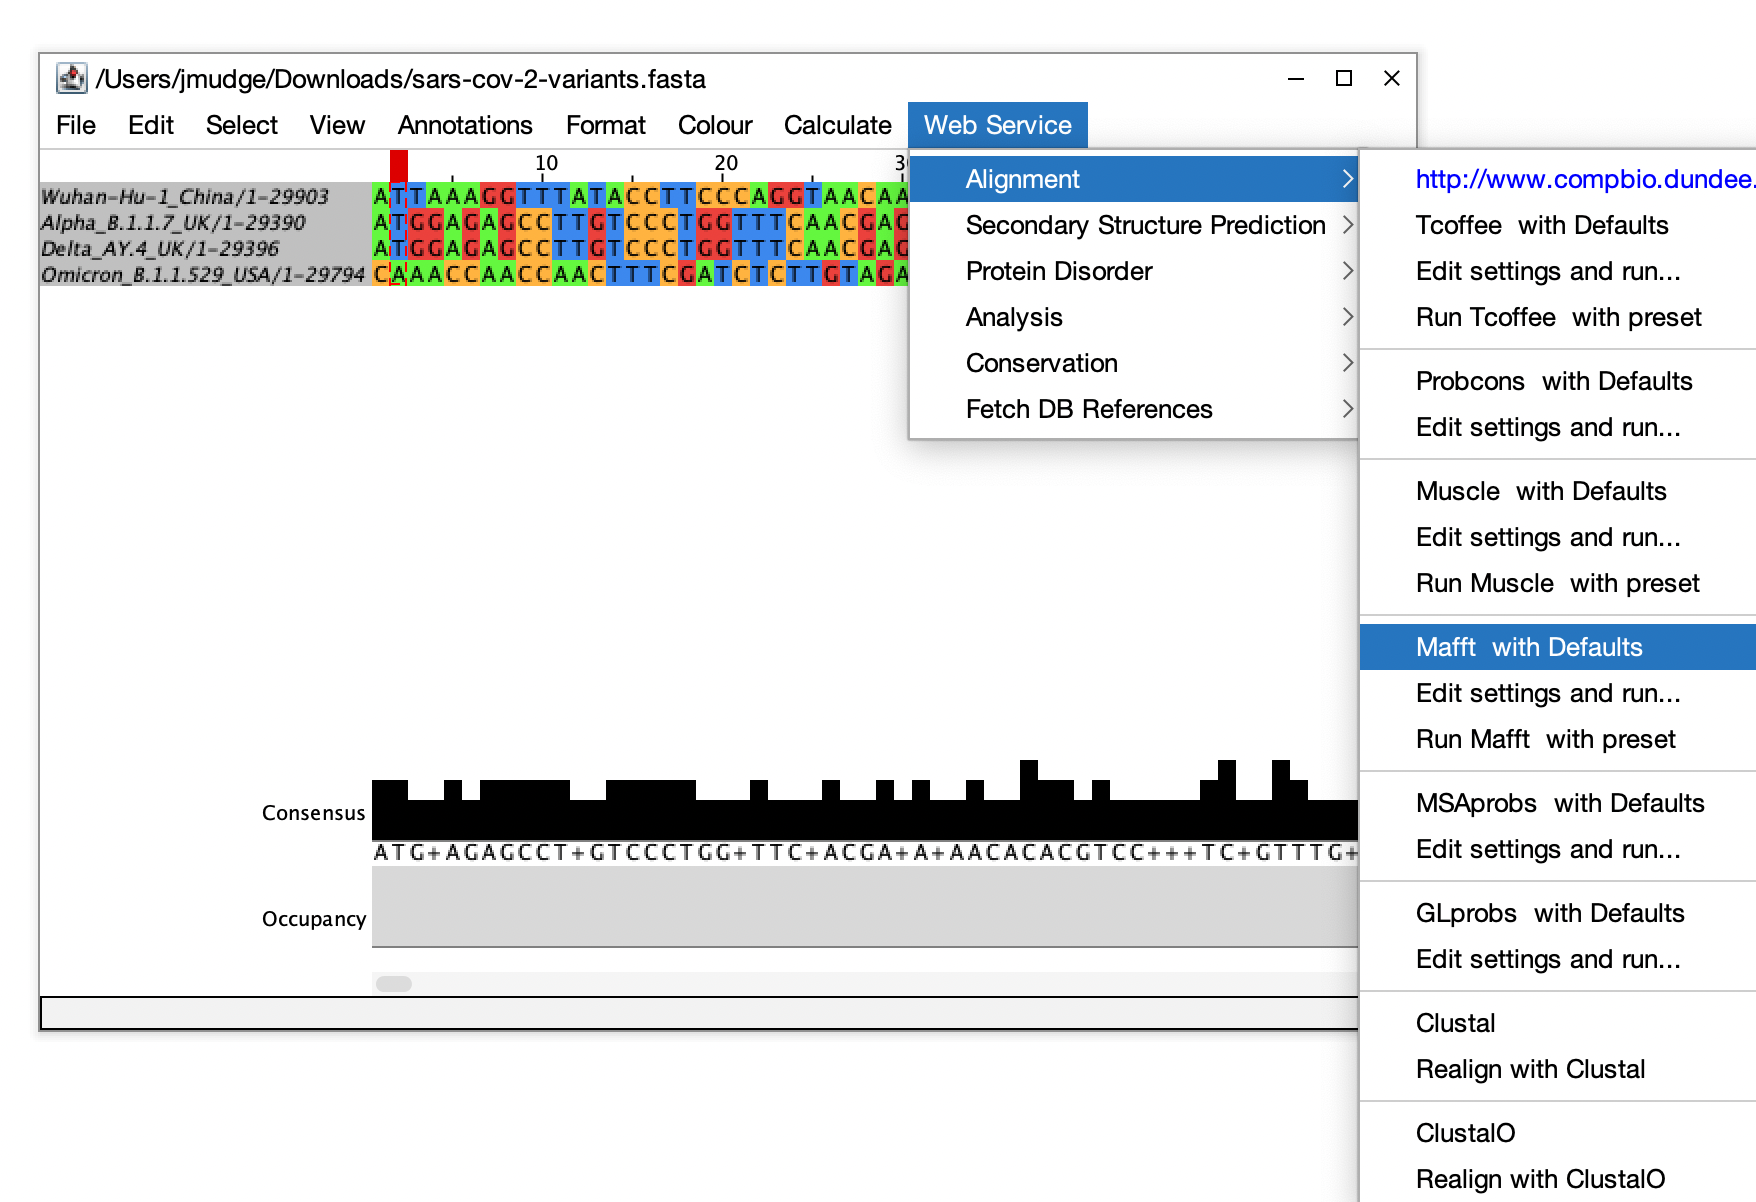 /Users/jmudge/Downloads/sars-cov-2-variants.fasta
File Edit Select View Annotations Format Colour Calculate Web Service
10 20 3
Wuhan-Hu-1_China/1-29903 ATTAAAGGTTTATACCTTCCCAGGTAACAA
Alpha_B.1.1.7_UK/1-29390 ATGGAGAGCCTTGTCCCTGGTTTCAACGAG
Delta_AY.4_UK/1-29396 ATGGAGAGCCTTGTCCCTGGTTTCAACGAG
Omicron_B.1.1.529_USA/1-29794 CAAACCAACCAACTTTCGATCTCTTGTAGA
Alignment
Secondary Structure Prediction
Protein Disorder
Analysis
Conservation
Fetch DB References
http://www.compbio.dundee.
Tcoffee with Defaults
Edit settings and run...
Run Tcoffee with preset
Probcons with Defaults
Edit settings and run...
Muscle with Defaults
Edit settings and run...
Run Muscle with preset
Mafft with Defaults
Edit settings and run...
Run Mafft with preset
MSAprobs with Defaults
Edit settings and run...
GLprobs with Defaults
Edit settings and run...
Clustal
Realign with Clustal
ClustalO
Realign with ClustalO
Consensus
ATG+AGAGCCT+GTCCCTGG+TTC+ACGA+A+AACACACGTCC+++TC+GTTTG+
Occupancy